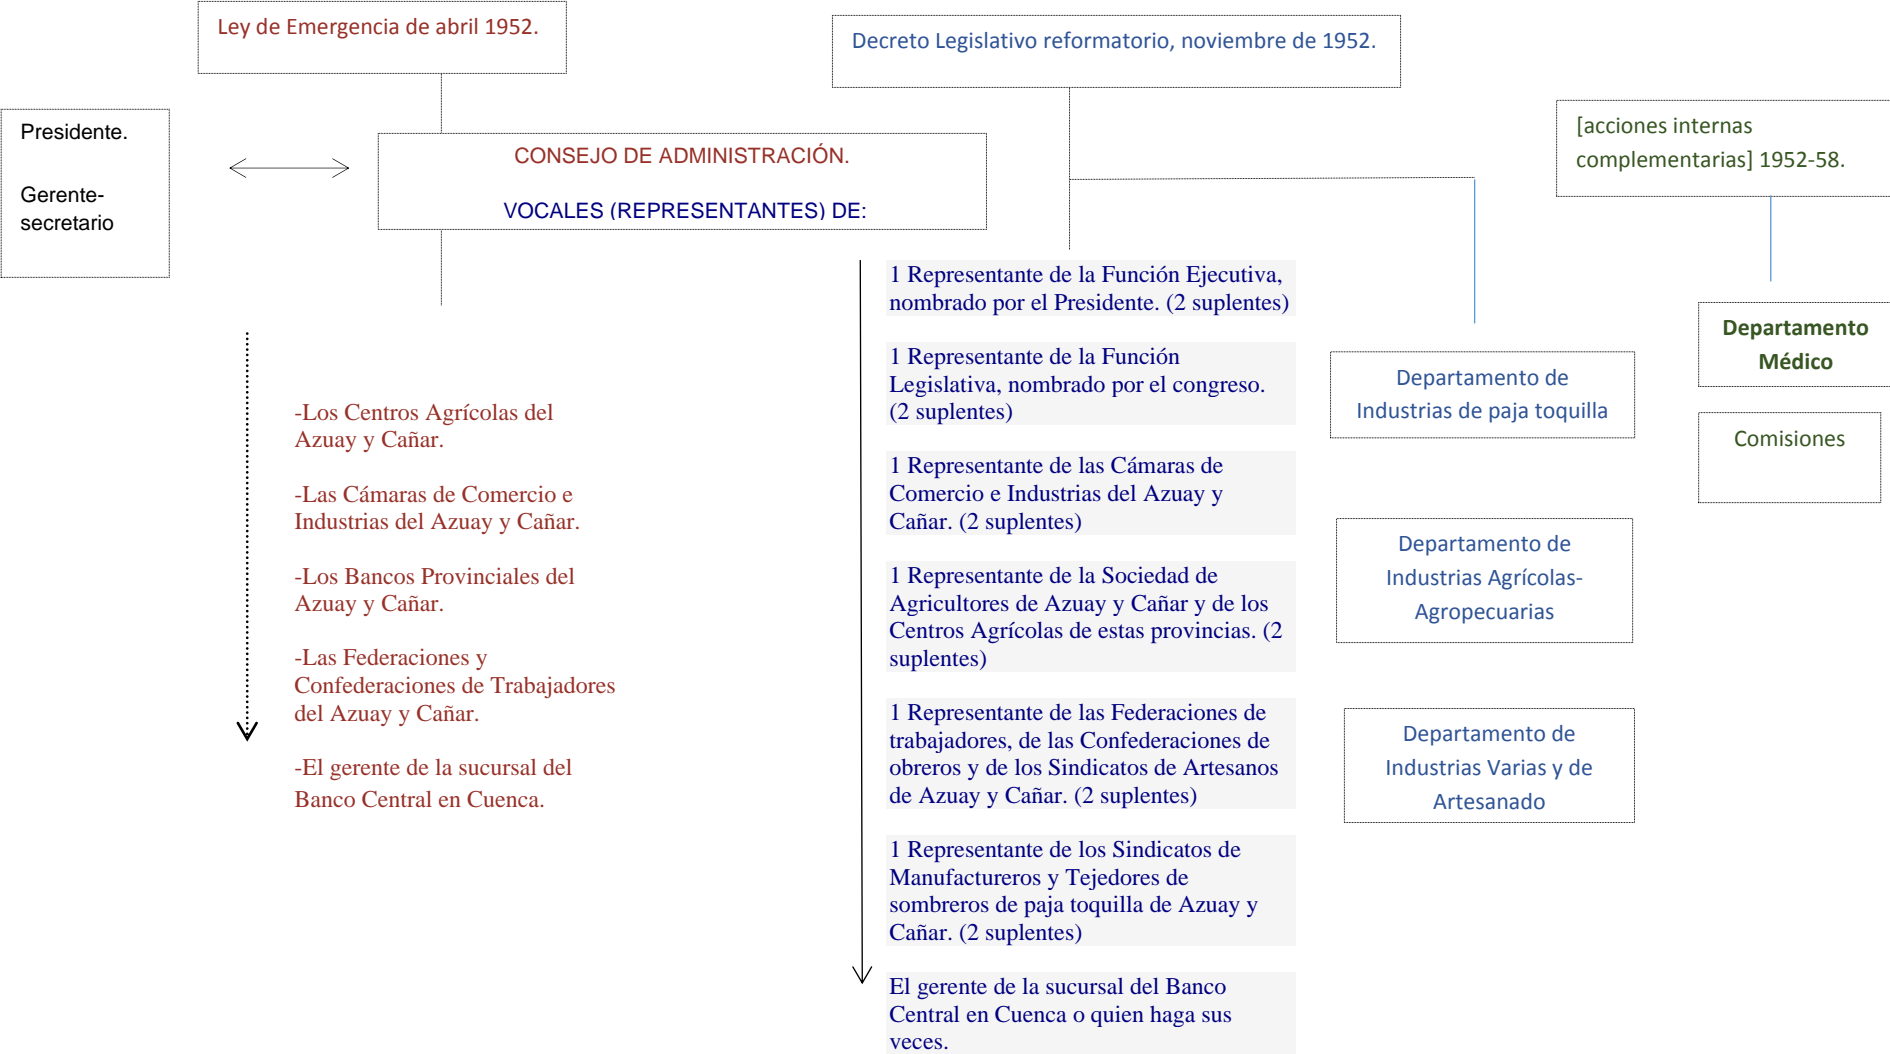 Ley de Emergencia de abril 1952.
Decreto Legislativo reformatorio, noviembre de 1952.
Presidente.
Gerente-
secretario
CONSEJO DE ADMINISTRACIÓN.
VOCALES (REPRESENTANTES) DE:
[acciones internas
complementarias] 1952-58.
-Los Centros Agrícolas del
Azuay y Cañar.
-Las Cámaras de Comercio e
Industrias del Azuay y Cañar.
-Los Bancos Provinciales del
Azuay y Cañar.
-Las Federaciones y
Confederaciones de Trabajadores
del Azuay y Cañar.
-El gerente de la sucursal del
Banco Central en Cuenca.
1 Representante de la Función Ejecutiva,
nombrado por el Presidente. (2 suplentes)
1 Representante de la Función
Legislativa, nombrado por el congreso.
(2 suplentes)
1 Representante de las Cámaras de
Comercio e Industrias del Azuay y
Cañar. (2 suplentes)
1 Representante de la Sociedad de
Agricultores de Azuay y Cañar y de los
Centros Agrícolas de estas provincias. (2
suplentes)
1 Representante de las Federaciones de
trabajadores, de las Confederaciones de
obreros y de los Sindicatos de Artesanos
de Azuay y Cañar. (2 suplentes)
1 Representante de los Sindicatos de
Manufactureros y Tejedores de
sombreros de paja toquilla de Azuay y
Cañar. (2 suplentes)
El gerente de la sucursal del Banco
Central en Cuenca o quien haga sus
veces.
Departamento de
Industrias de paja toquilla
Departamento de
Industrias Agrícolas-
Agropecuarias
Departamento de
Industrias Varias y de
Artesanado
Departamento
Médico
Comisiones